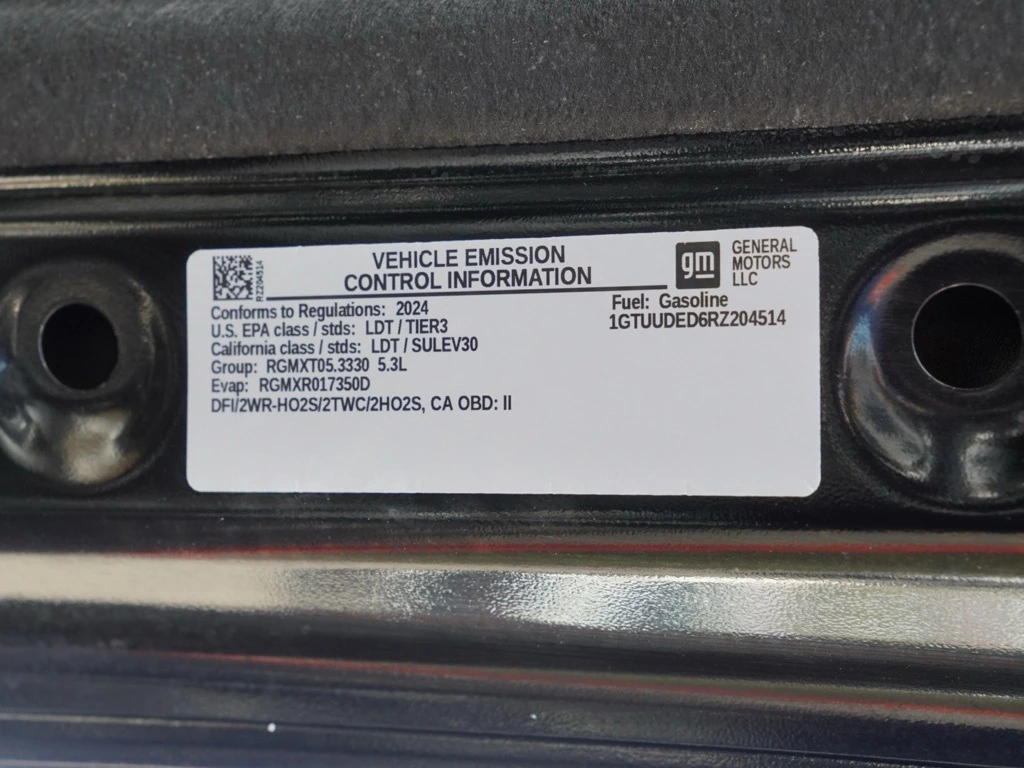 VEHICLE EMISSION
CONTROL INFORMATION
RZ204514
gm
GENERAL
MOTORS
LLC
Conforms to Regulations: 2024
U.S. EPA class / stds: LDT / TIER3
California class / stds: LDT / SULEV30
Group: RGMXT05.3330 5.3L
Evap: RGMXR017350D
DFI/2WR-HO2S/2TWC/2HO2S, CA OBD: II
Fuel: Gasoline
1GTUUDED6RZ204514